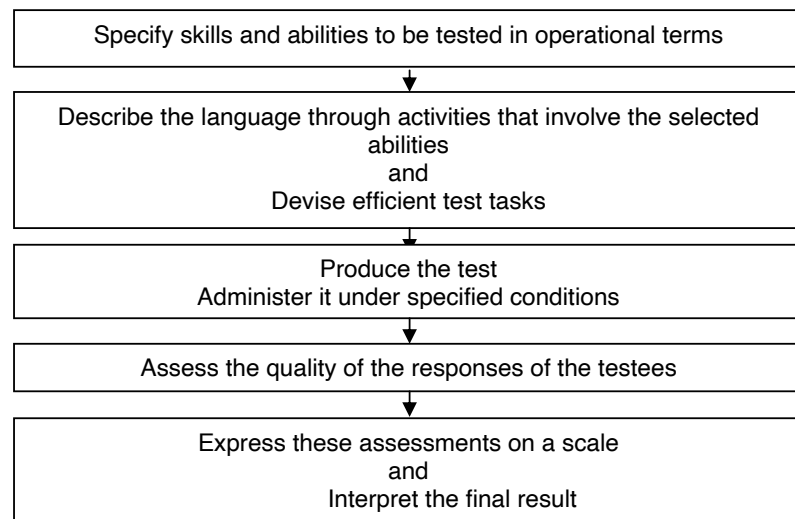 Specify skills and abilities to be tested in operational terms
Describe the language through activities that involve the selected
abilities
and
Devise efficient test tasks
Produce the test
Administer it under specified conditions
Assess the quality of the responses of the testees
Express these assessments on a scale
and
Interpret the final result